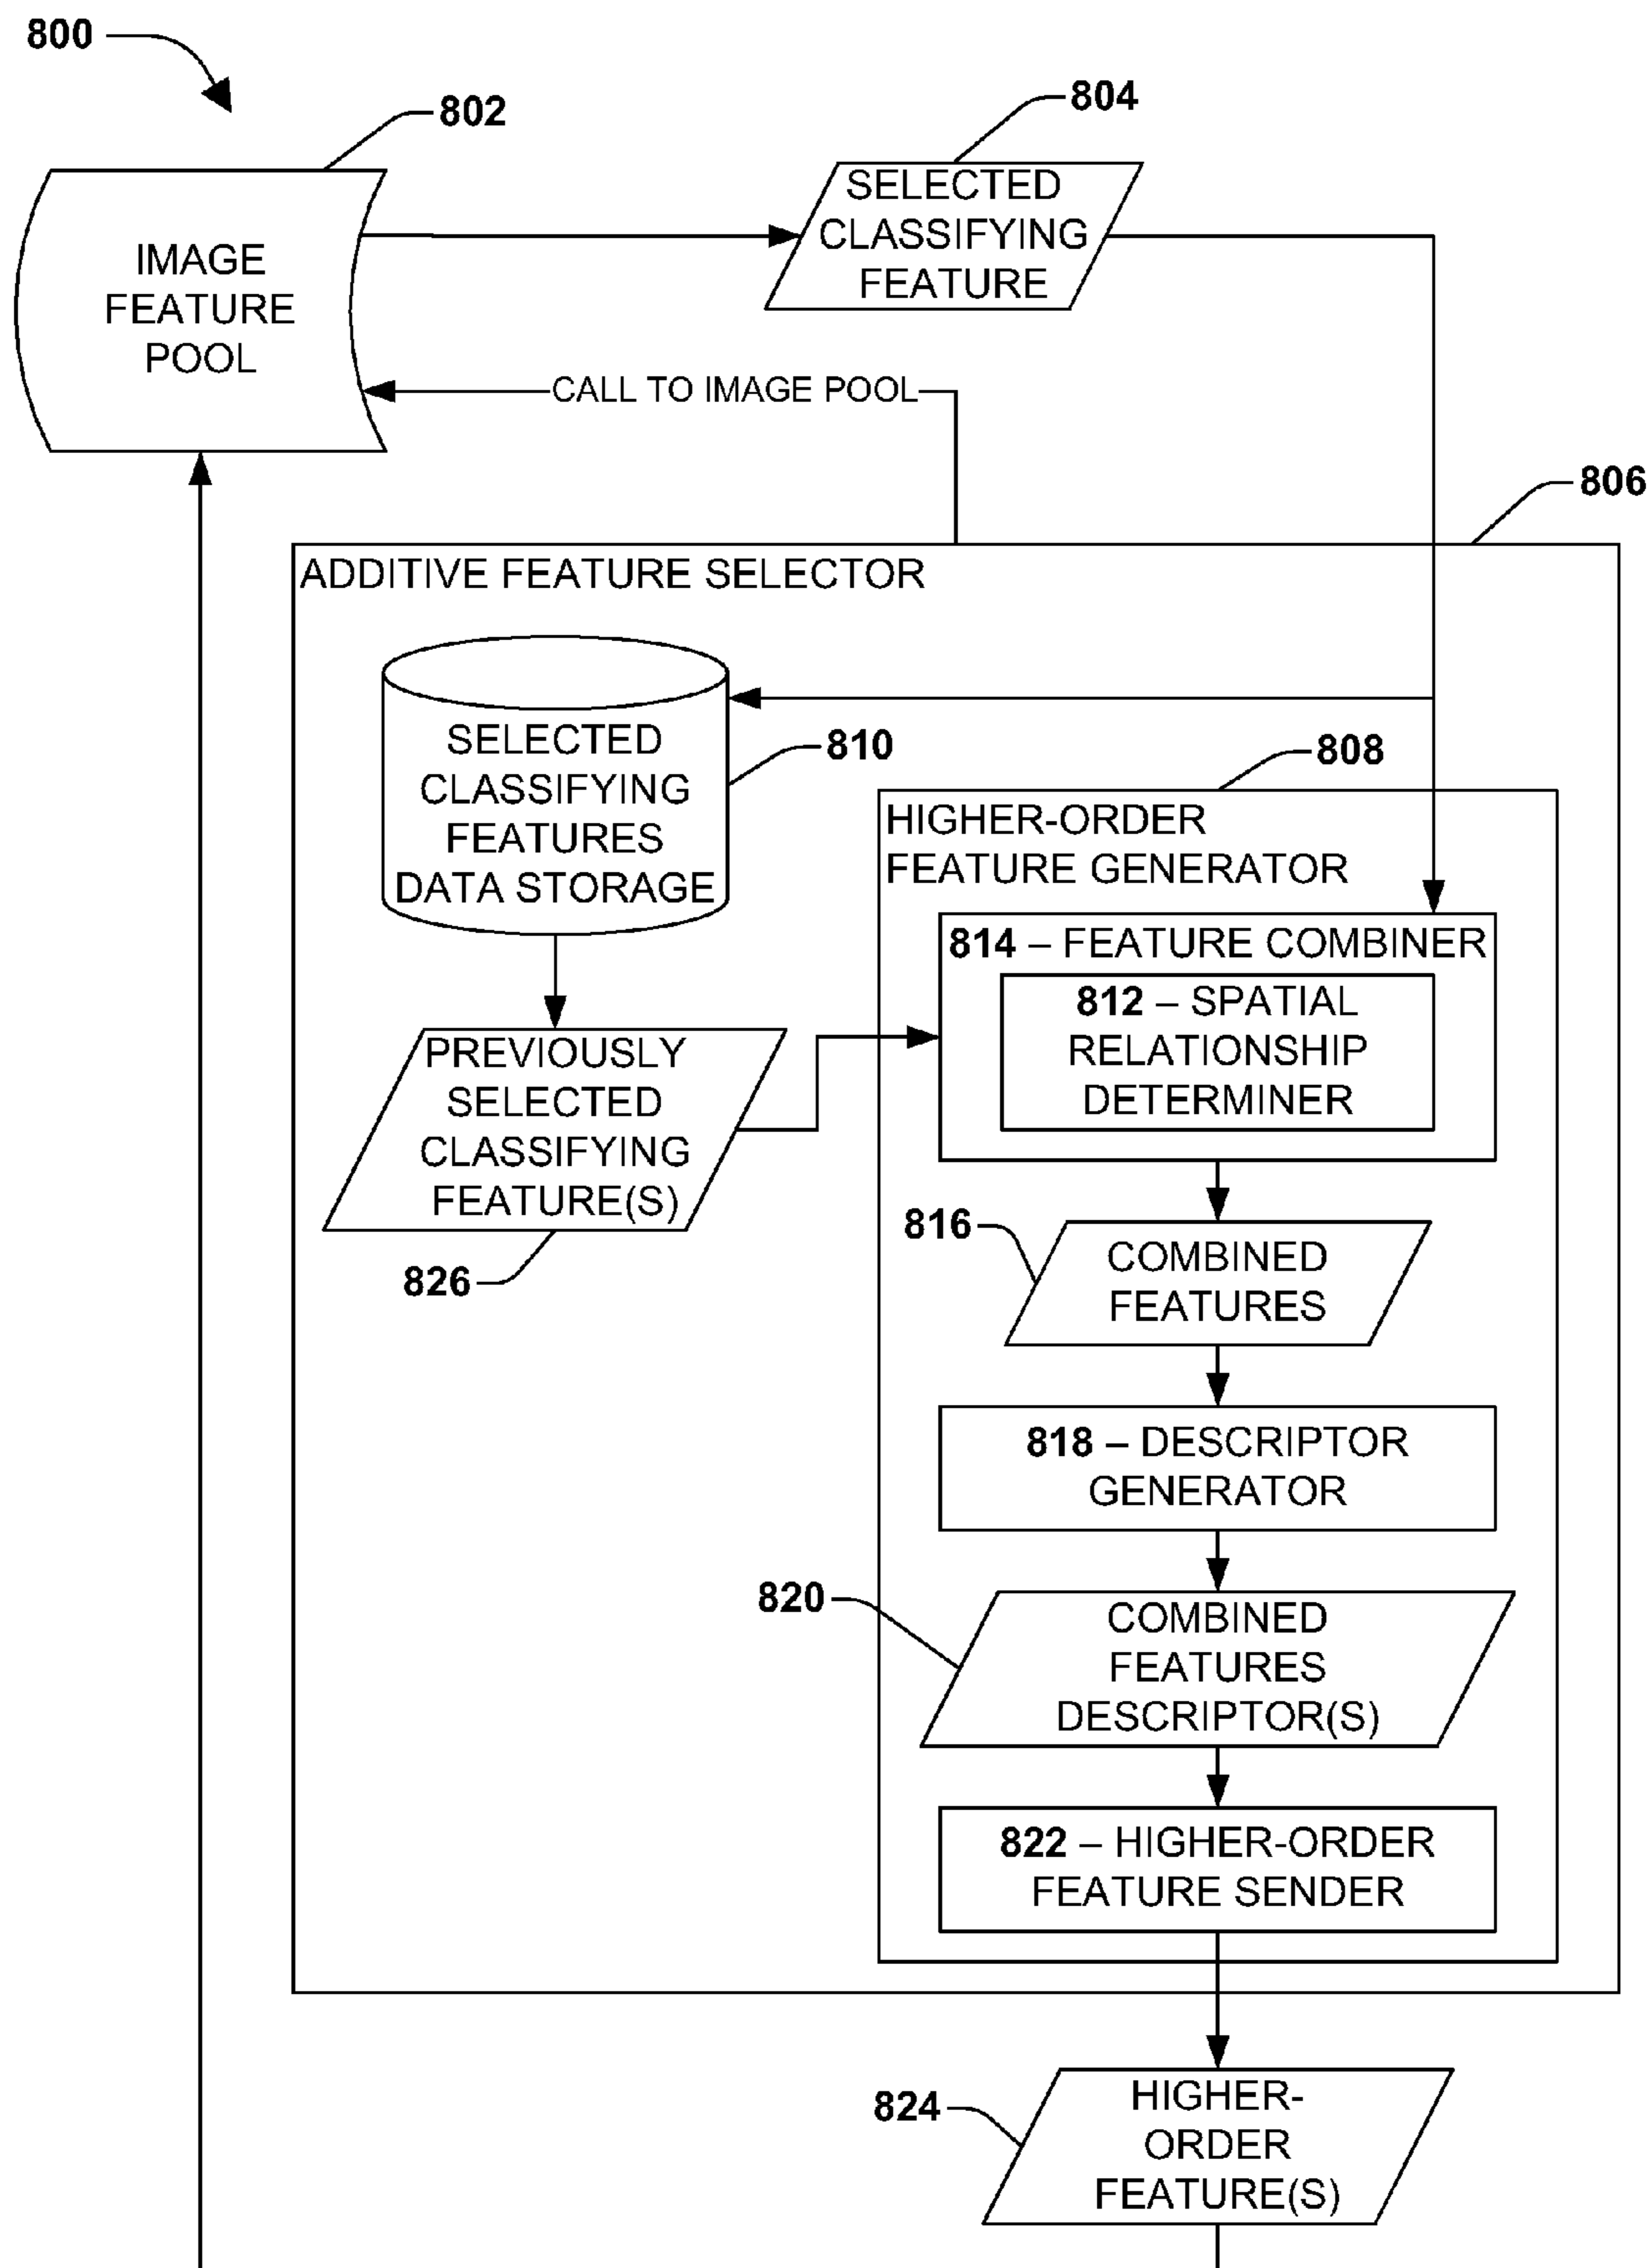 800
802
804
SELECTED
CLASSIFYING
FEATURE
IMAGE
FEATURE
POOL
CALL TO IMAGE POOL
806
ADDITIVE FEATURE SELECTOR
SELECTED
CLASSIFYING
FEATURES
DATA STORAGE
810
808
HIGHER-ORDER
FEATURE GENERATOR
814 – FEATURE COMBINER
812 – SPATIAL
RELATIONSHIP
DETERMINER
PREVIOUSLY
SELECTED
CLASSIFYING
FEATURE(S)
826
816
COMBINED
FEATURES
818 – DESCRIPTOR
GENERATOR
820
COMBINED
FEATURES
DESCRIPTOR(S)
822 – HIGHER-ORDER
FEATURE SENDER
824
HIGHER-
ORDER
FEATURE(S)